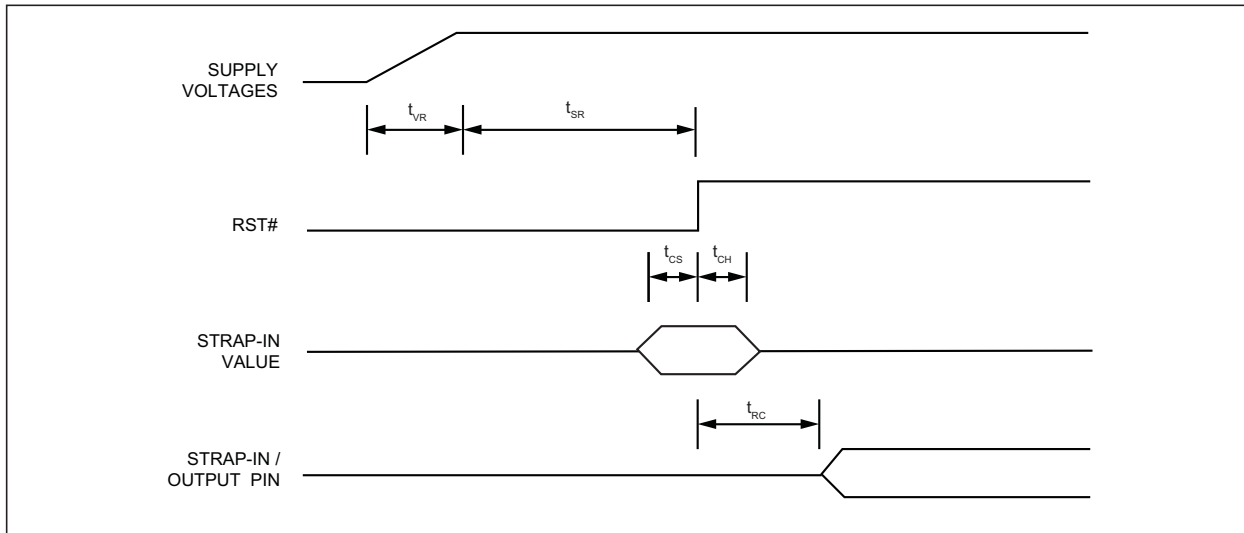 SUPPLY
VOLTAGES
tVR
tSR
RST#
tCS
tCH
STRAP-IN
VALUE
tRC
STRAP-IN /
OUTPUT PIN